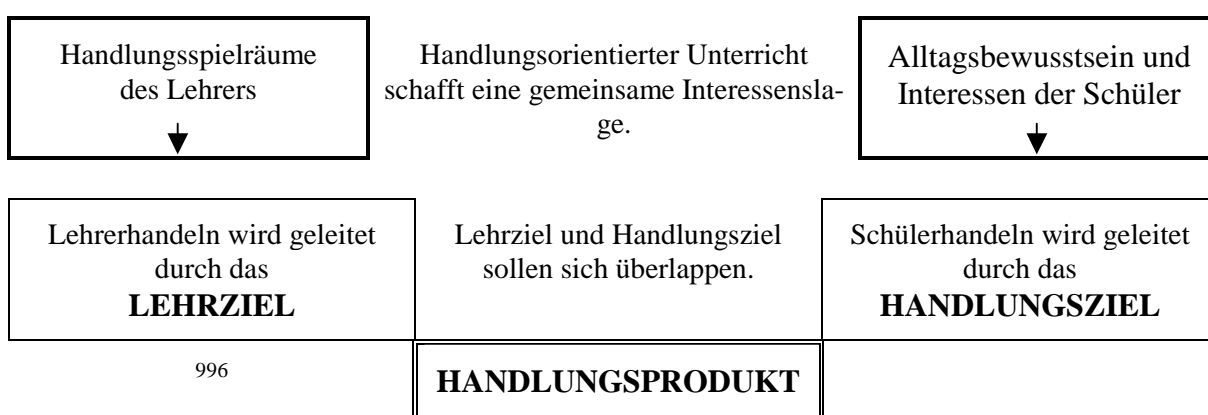 Handlungsspielräume
des Lehrers
Handlungsorientierter Unterricht
schafft eine gemeinsame Interessensla-
ge.
Alltagsbewusstsein und
Interessen der Schüler
Lehrerhandeln wird geleitet
durch das
LEHRZIEL
Lehrziel und Handlungsziel
sollen sich überlappen.
Schülerhandeln wird geleitet
durch das
HANDLUNGSZIEL
996
HANDLUNGSPRODUKT